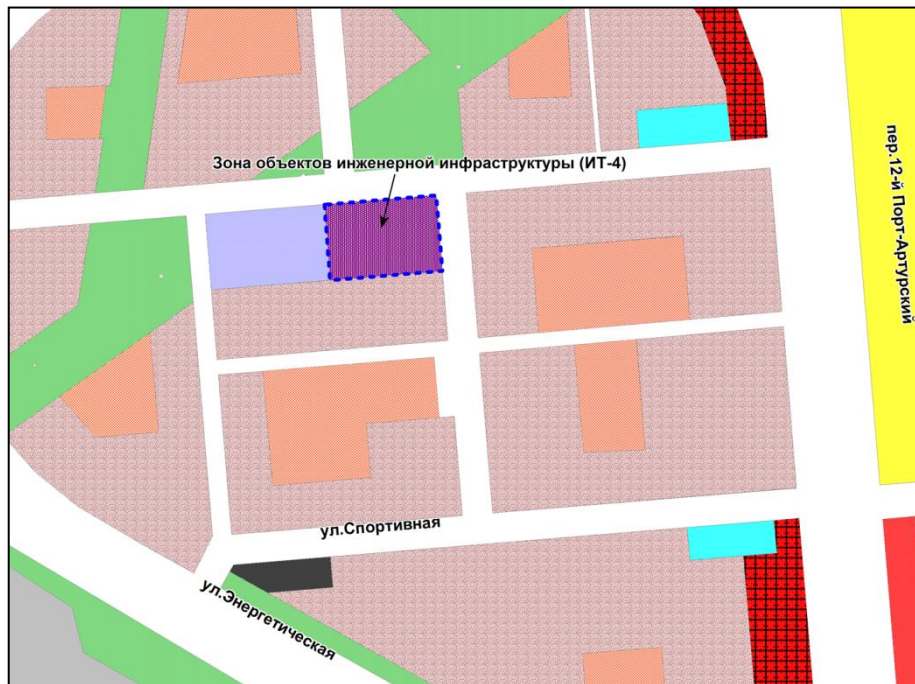 Зона объектов инженерной инфраструктуры (ИТ-4)
пер.12-й Порт-Артурский
ул.Спортивная
ул.Энергетическая